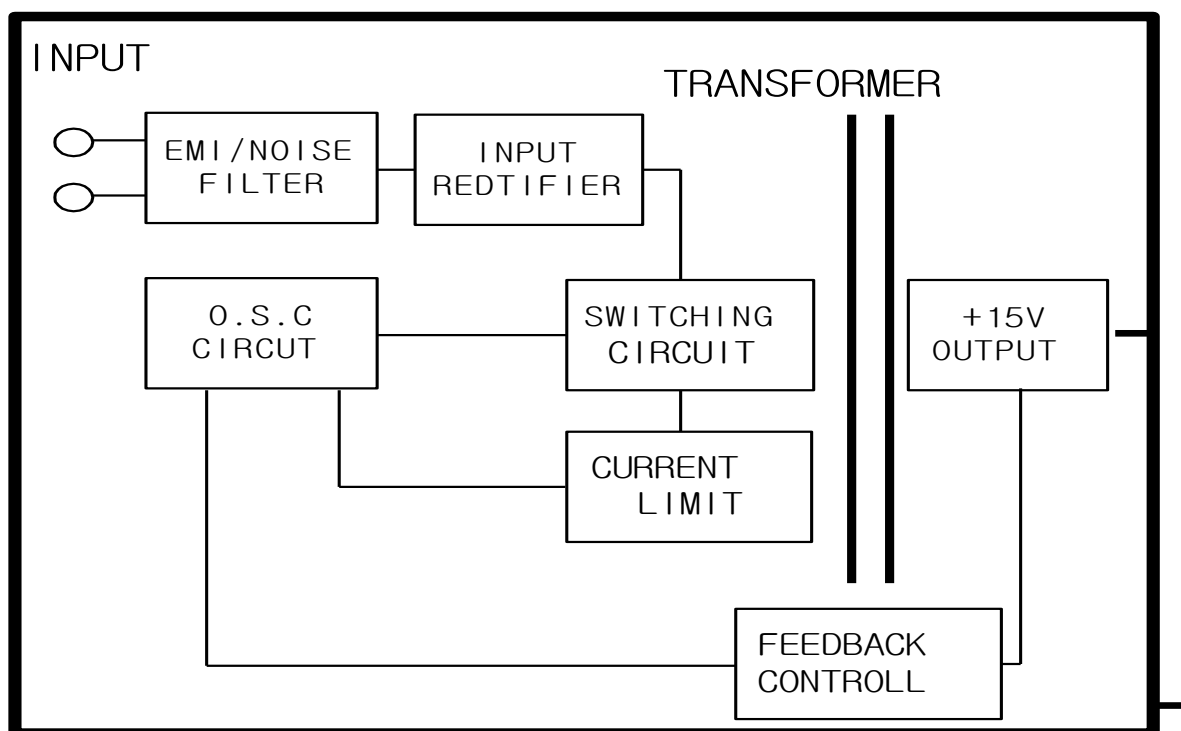 INPUT
TRANSFORMER
EMI/NOISE
FILTER
INPUT
REDTIFIER
O.S.C
CIRCUT
SWITCHING
CIRCUIT
+15V
OUTPUT
CURRENT
LIMIT
FEEDBACK
CONTROLL